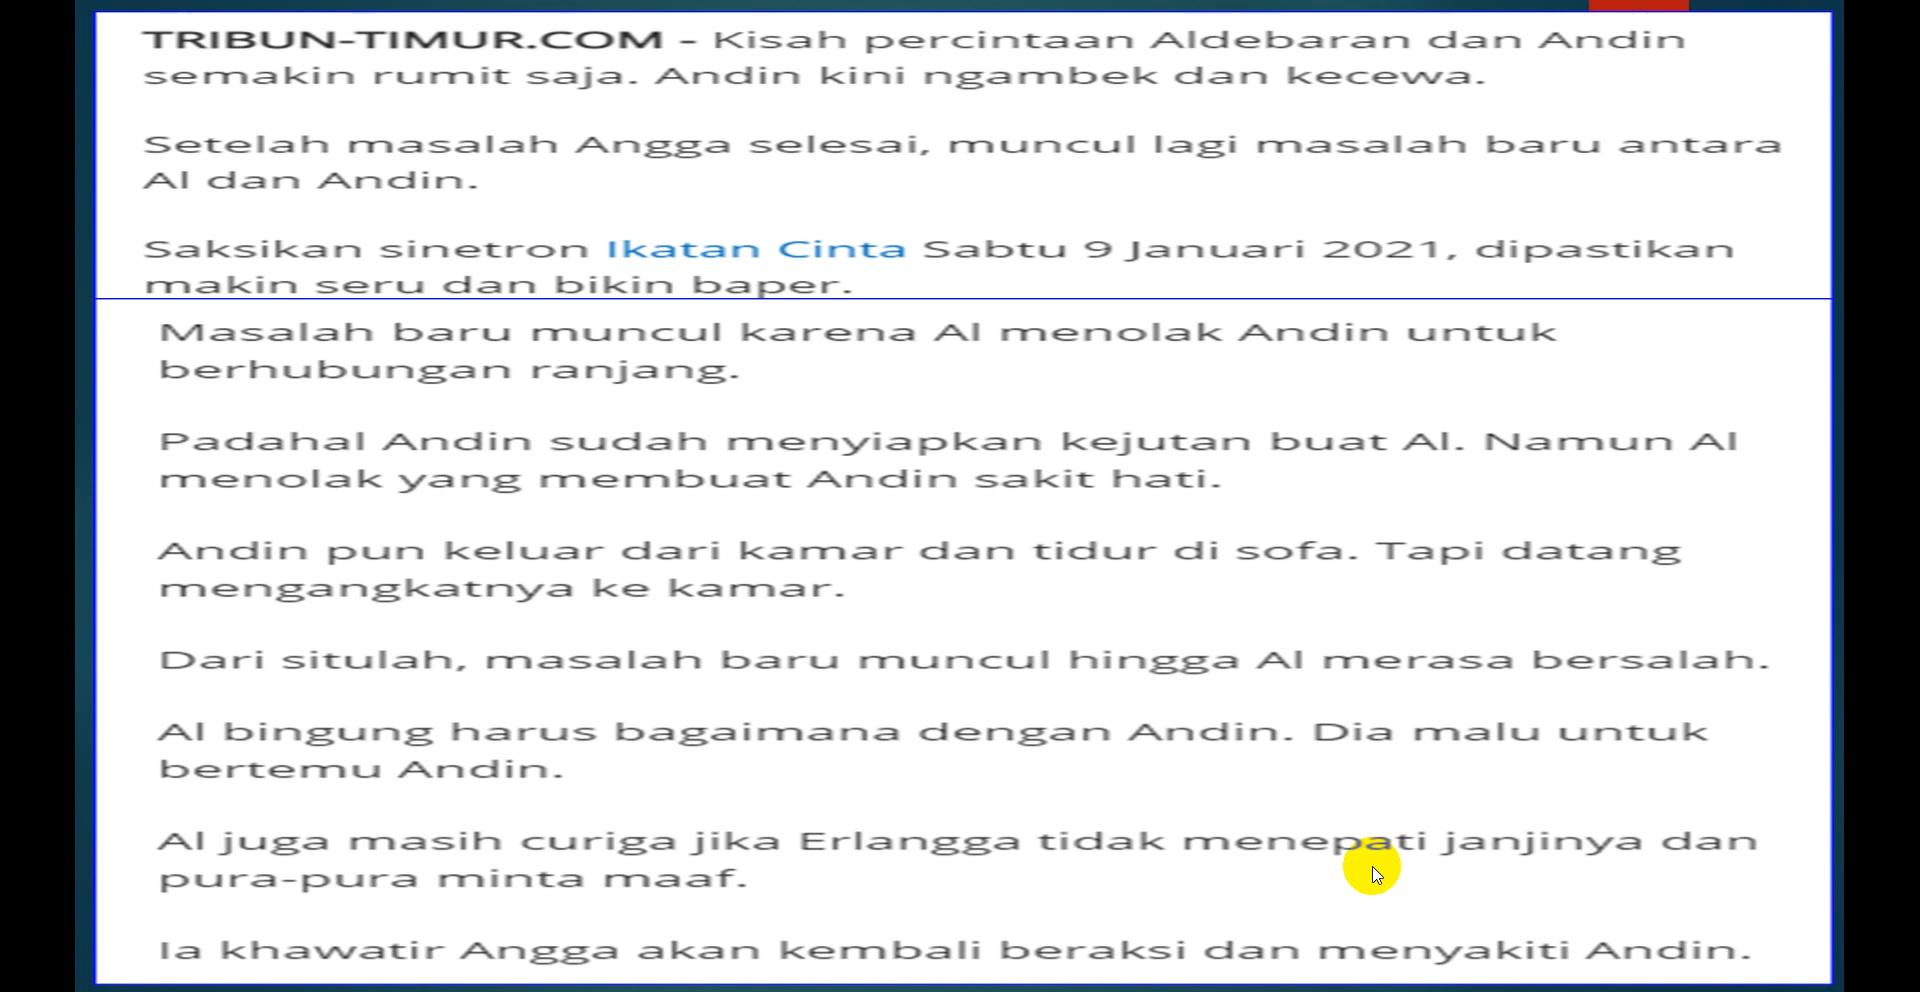 TRIBUN-TIMUR.COM - Kisah percintaan Aldebaran dan Andin
semakin rumit saja. Andin kini ngambek dan kecewa.
Setelah masalah Angga selesai, muncul lagi masalah baru antara
Al dan Andin.
Saksikan sinetron Ikatan Cinta Sabtu 9 Januari 2021, dipastikan
makin seru dan bikin baper.
Masalah baru muncul karena Al menolak Andin untuk
berhubungan ranjang.
Padahal Andin sudah menyiapkan kejutan buat Al. Namun Al
menolak yang membuat Andin sakit hati.
Andin pun keluar dari kamar dan tidur di sofa. Tapi datang
mengangkatnya ke kamar.
Dari situlah, masalah baru muncul hingga Al merasa bersalah.
Al bingung harus bagaimana dengan Andin. Dia malu untuk
bertemu Andin.
Al juga masih curiga jika Erlangga tidak menepati janjinya dan
pura-pura minta maaf.
Ia khawatir Angga akan kembali beraksi dan menyakiti Andin.